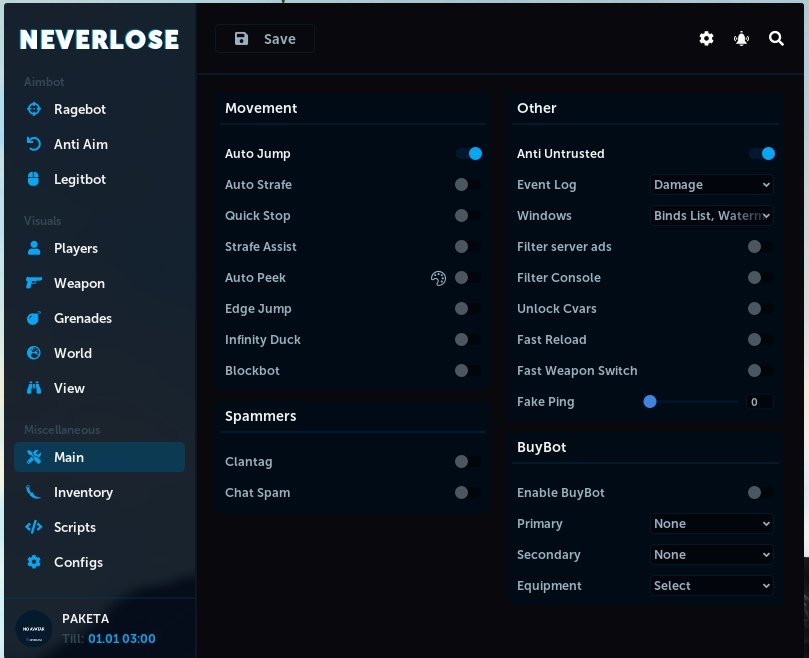 NEVERLOSE
Save
Aimbot
Ragebot
Anti Aim
Legitbot
Visuals
Players
Weapon
Grenades
World
View
Miscellaneous
Main
Inventory
Scripts
Configs
NO AVATAR
PAKETA
Till: 01.01 03:00
Movement
Auto Jump
Auto Strafe
Quick Stop
Strafe Assist
Auto Peek
Edge Jump
Infinity Duck
Blockbot
Spammers
Clantag
Chat Spam
Other
Anti Untrusted
Event Log Damage
Windows Binds List, Waterm
Filter server ads
Filter Console
Unlock Cvars
Fast Reload
Fast Weapon Switch
Fake Ping 0
BuyBot
Enable BuyBot
Primary None
Secondary None
Equipment Select